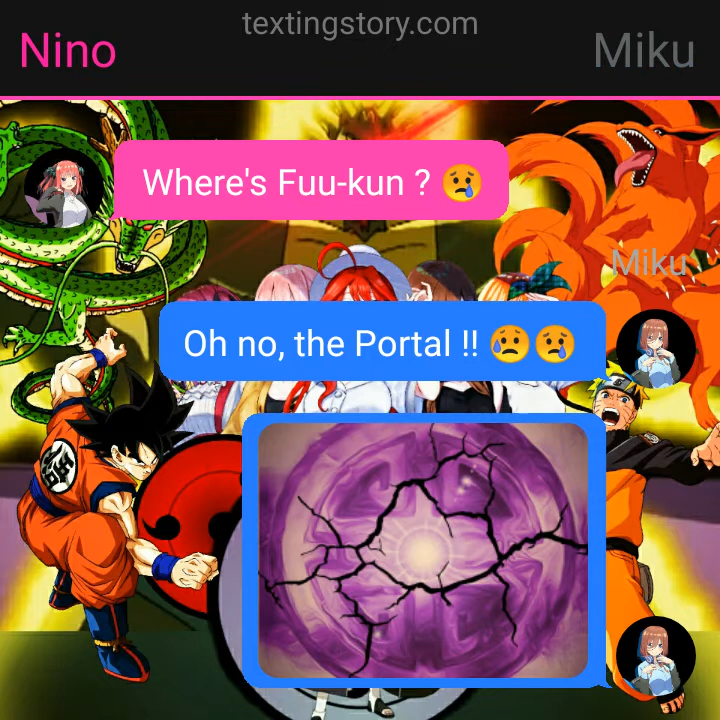 textingstory.com
Nino
Miku
Where's Fuu-kun ? 😢
Miku
Oh no, the Portal !! 😥😢